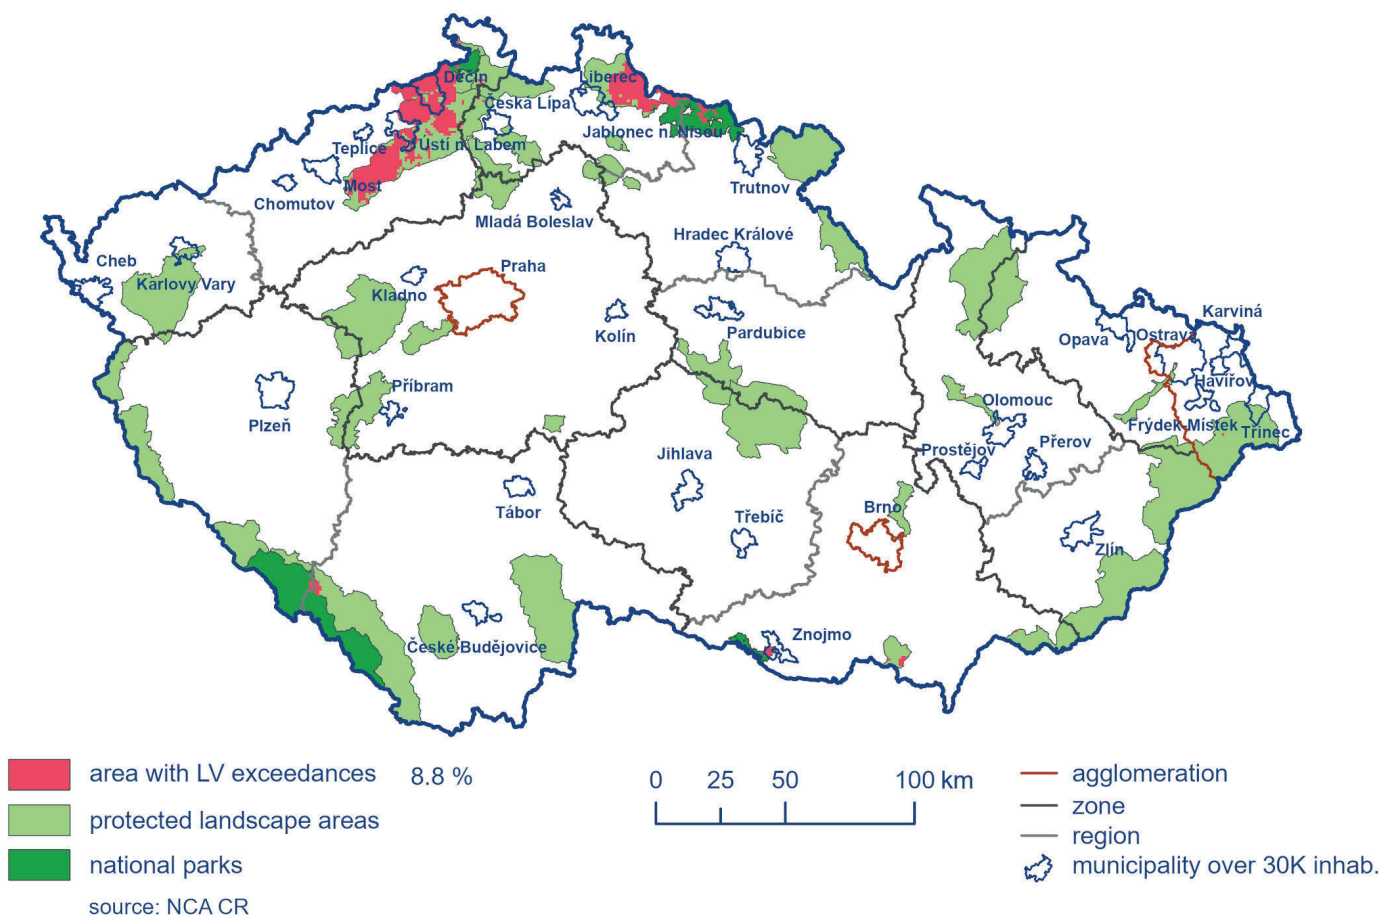 Děčín
Liberec
Česká Lípa
Jablonec n. Nisou
Teplice
Ústí n. Labem
Most
Chomutov
Trutnov
Mladá Boleslav
Hradec Králové
Cheb
Karlovy Vary
Praha
Kladno
Kolín
Pardubice
Karviná
Opava
Ostrava
Havířov
Příbram
Plzeň
Olomouc
Frýdek-Místek
Třinec
Prostějov
Přerov
Jihlava
Tábor
Třebíč
Brno
Zlín
České Budějovice
Znojmo
area with LV exceedances 8.8 %
protected landscape areas
national parks
source: NCA CR
0 25 50 100 km
agglomeration
zone
region
municipality over 30K inhab.